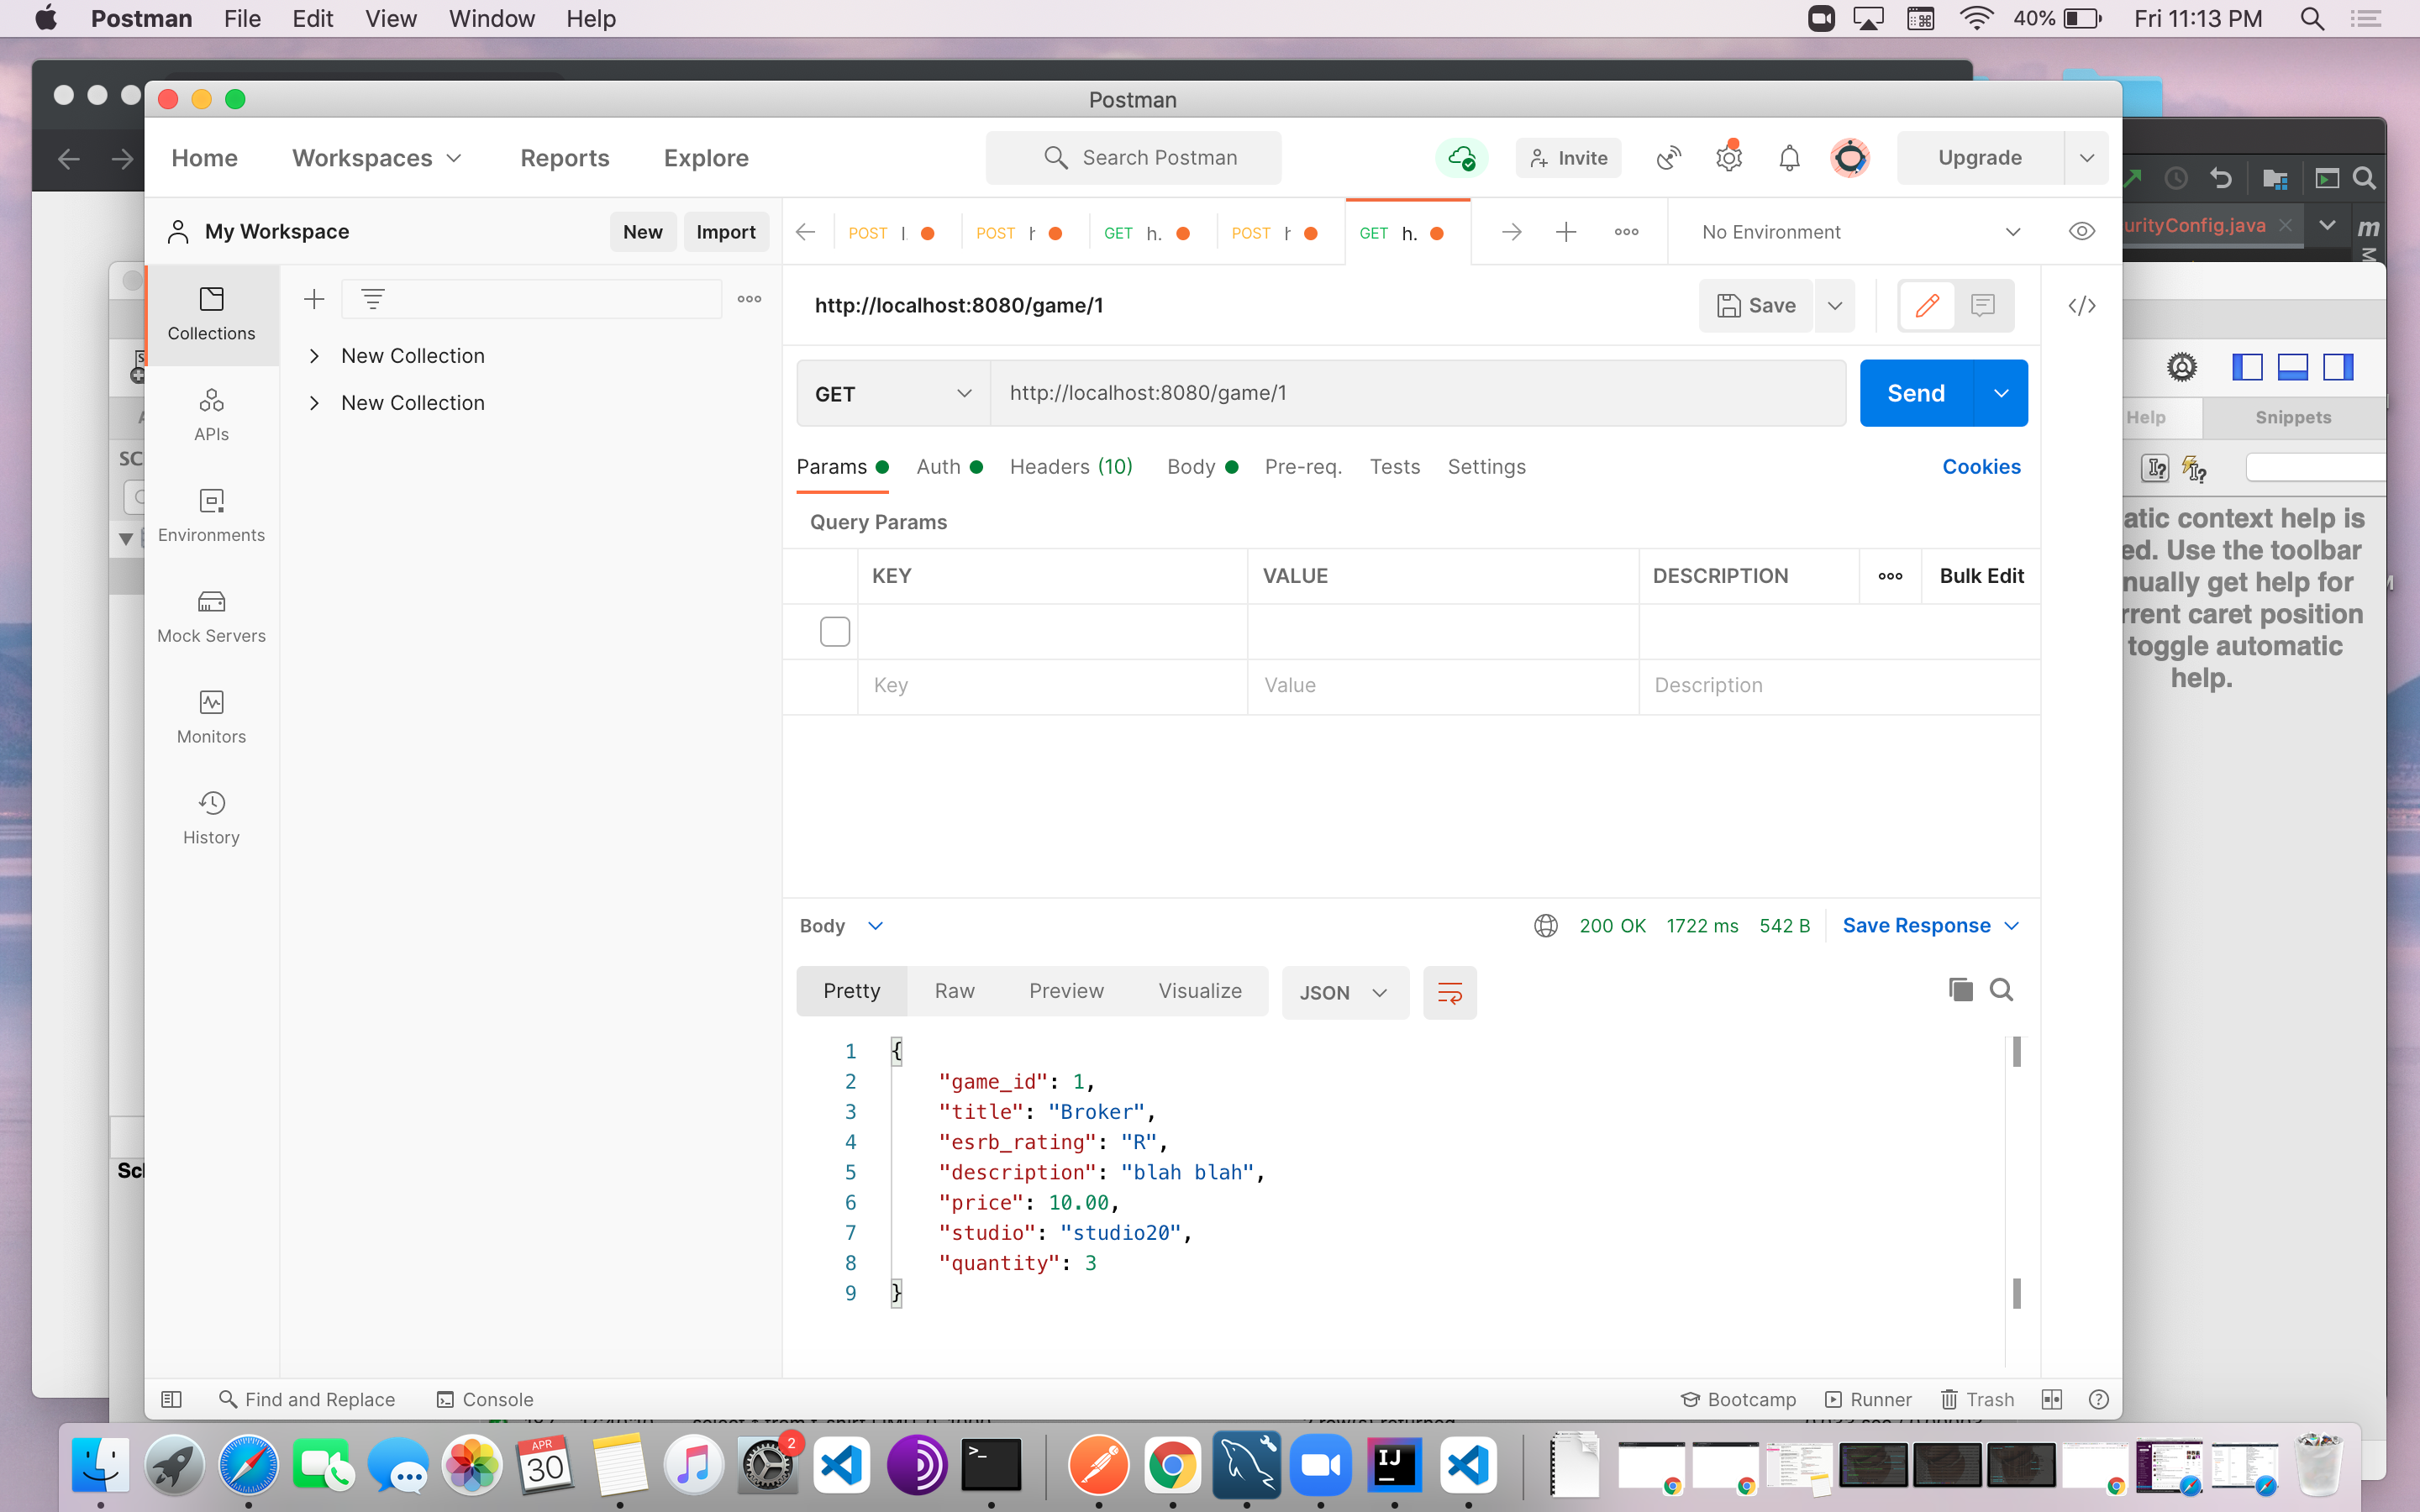 Postman File Edit View Window Help
40% Fri 11:13 PM
Postman
Home Workspaces Reports Explore
Search Postman
Invite
Upgrade
My Workspace
New Import
POST
POST
GET h.
POST
GET h.
No Environment
urityConfig.java
Collections
APIs
Environments
Mock Servers
Monitors
History
New Collection
New Collection
http://localhost:8080/game/1
Save
GET http://localhost:8080/game/1
Send
Params Auth Headers (10) Body Pre-req. Tests Settings
Cookies
Query Params
KEY VALUE DESCRIPTION Bulk Edit
Key Value Description
Body
200 OK 1722 ms 542 B Save Response
Pretty Raw Preview Visualize JSON
1 {
2 "game_id": 1,
3 "title": "Broker",
4 "esrb_rating": "R",
5 "description": "blah blah",
6 "price": 10.00,
7 "studio": "studio20",
8 "quantity": 3
9 }
Find and Replace Console
Bootcamp Runner Trash
Help Snippets
atic context help is
ed. Use the toolbar
nually get help for
rrent caret position
toggle automatic
help.
SC
Scl
APR
30
2
IJ